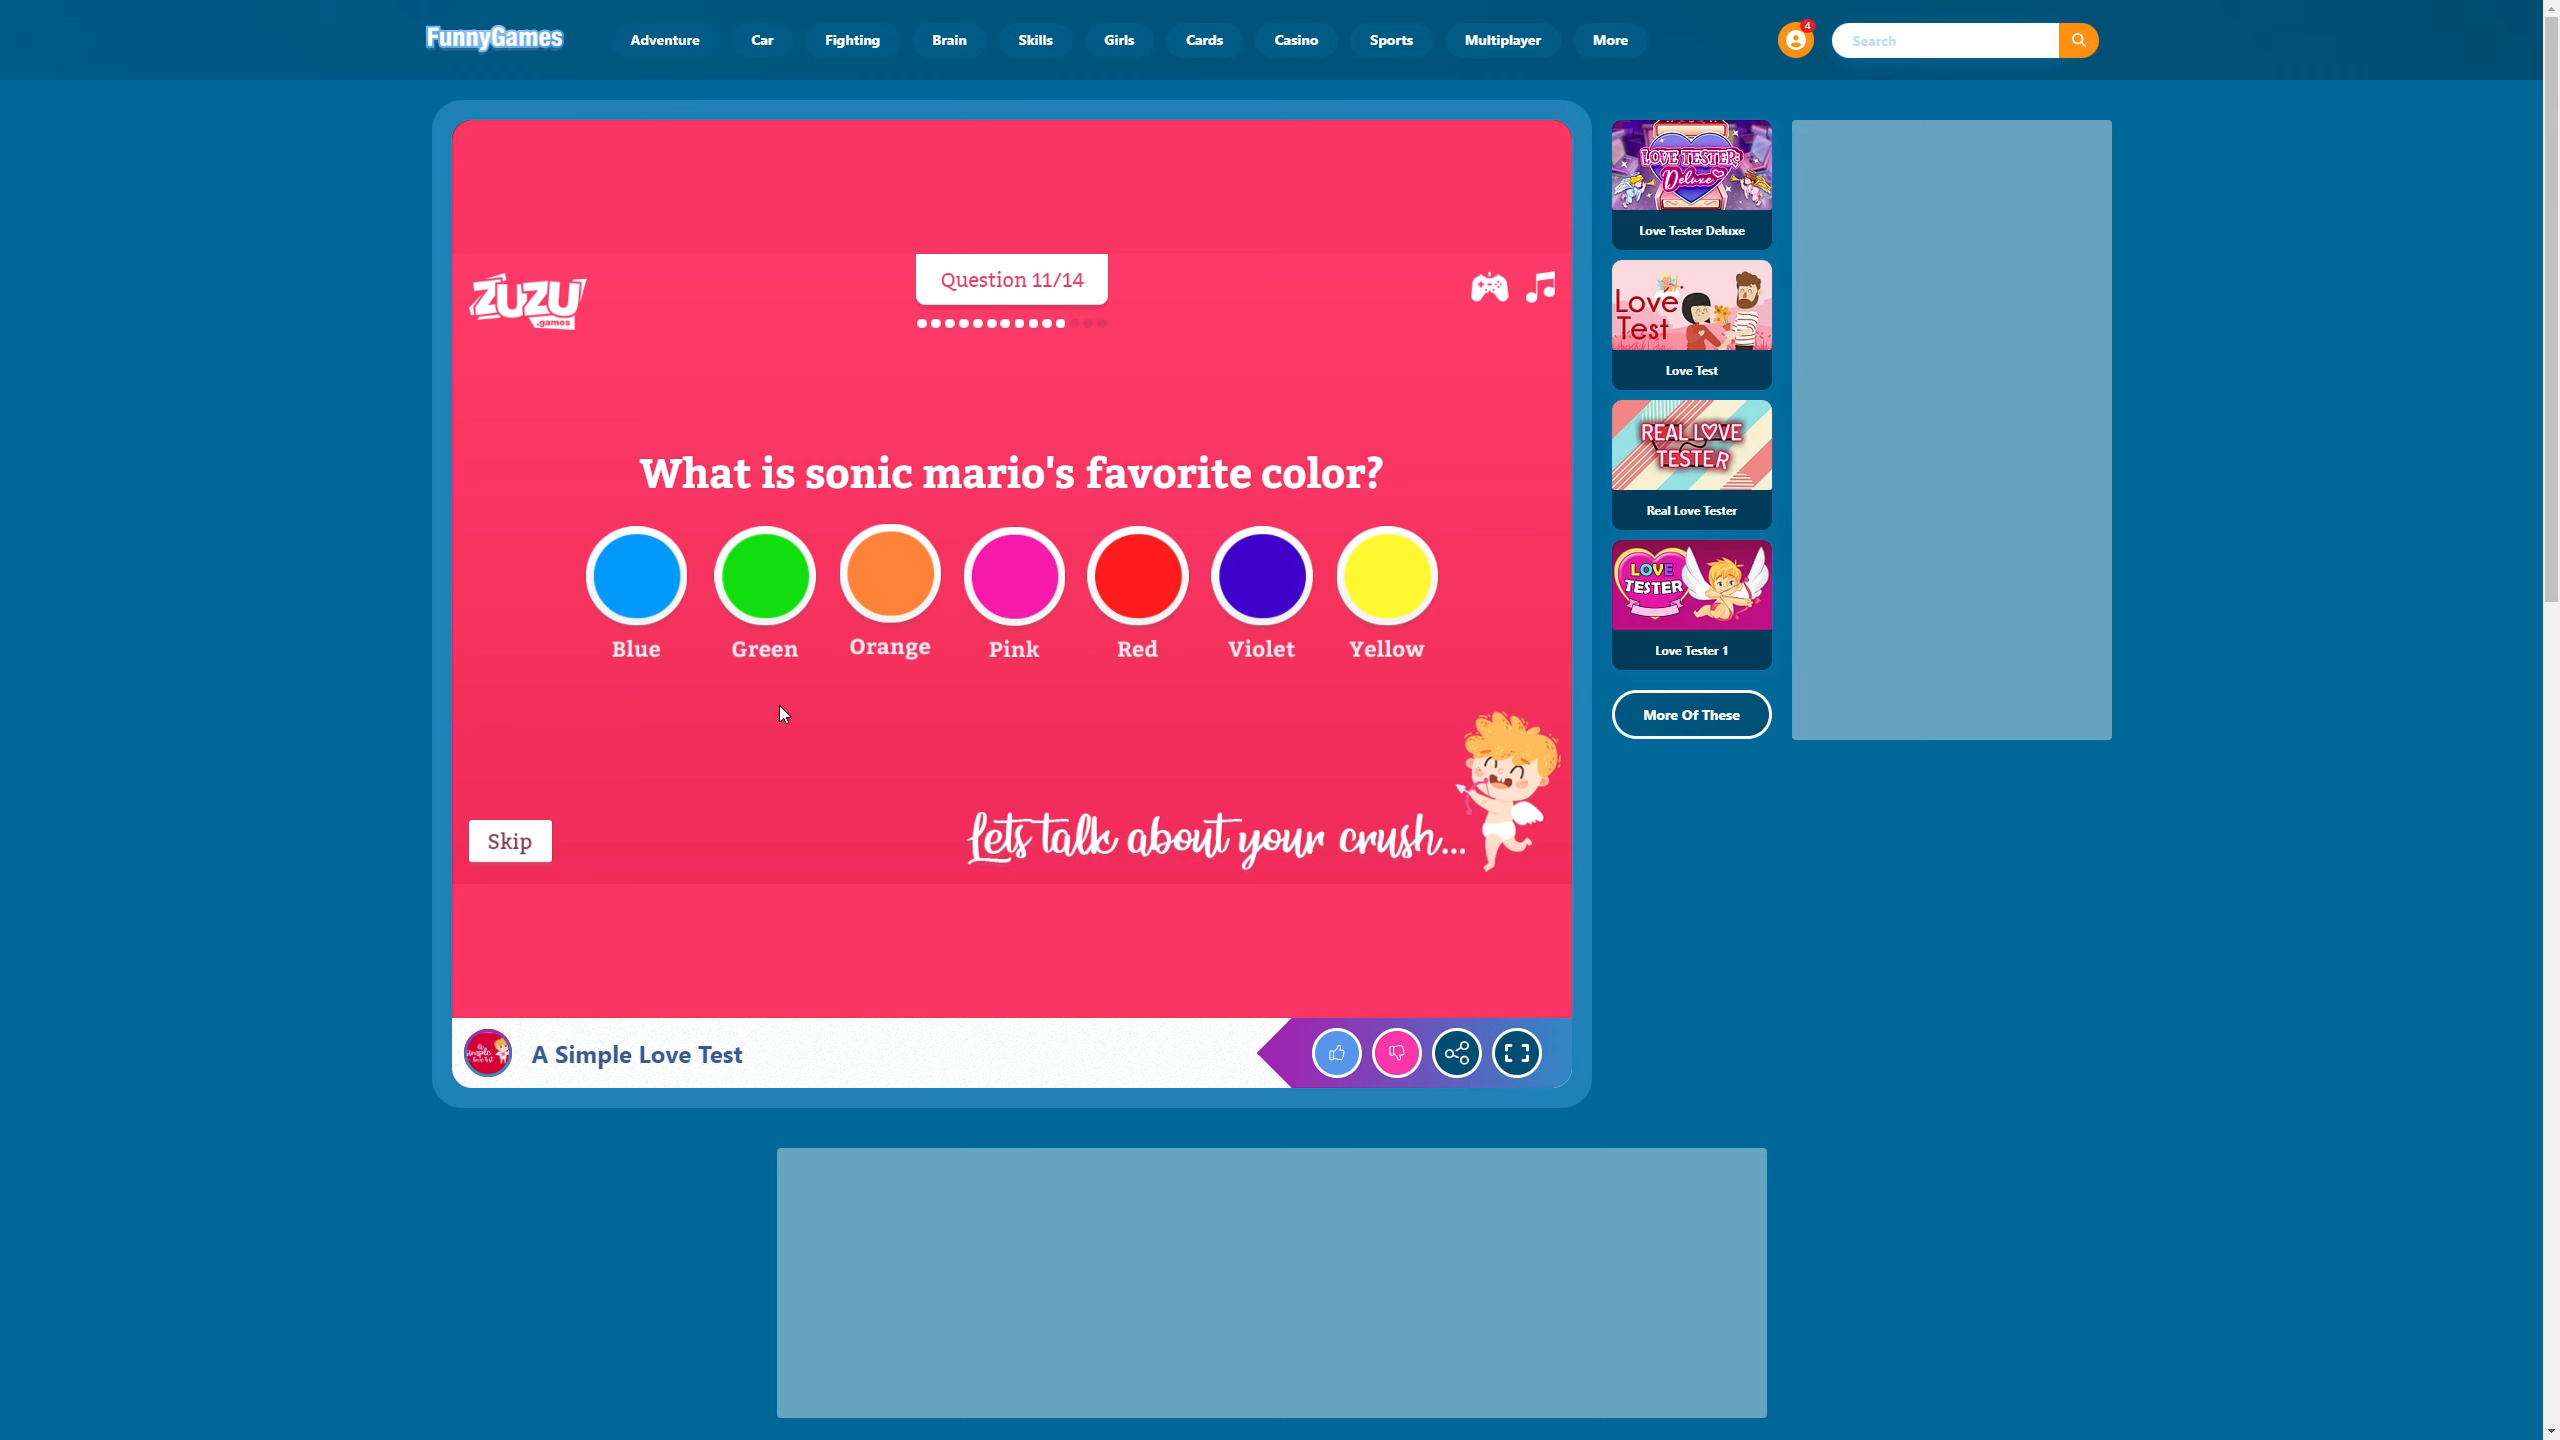 FunnyGames
Adventure
Car
Fighting
Brain
Skills
Girls
Cards
Casino
Sports
Multiplayer
More
4
Search
ZUZU
.games
Question 11/14
What is sonic mario's favorite color?
Blue
Green
Orange
Pink
Red
Violet
Yellow
Skip
Lets talk about your crush...
A Simple Love Test
LOVE TESTER
Deluxe
Love Tester Deluxe
Love
Test
Love Test
REAL LOVE
TESTER
Real Love Tester
LOVE
TESTER
Love Tester 1
More Of These